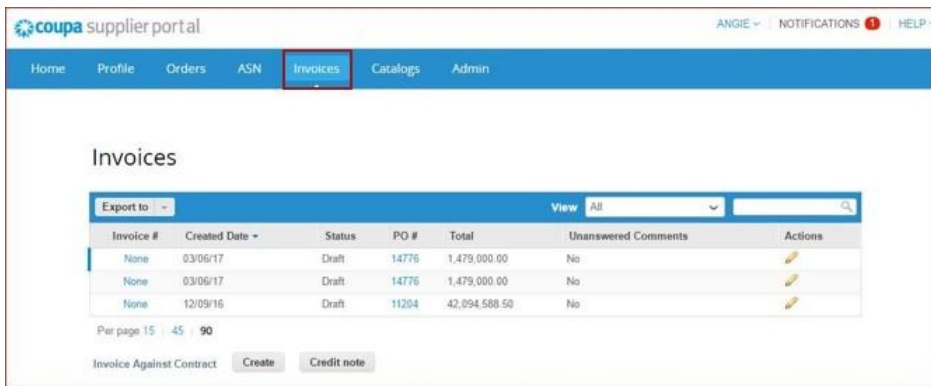 coupa supplier portal
ANGIE NOTIFICATIONS 1 HELP
Home Profile Orders ASN Invoices Catalogs Admin
Invoices
Export to View All
Invoice # Created Date Status PO # Total Unanswered Comments Actions
None 03/06/17 Draft 14776 1,479,000.00 No
None 03/06/17 Draft 14776 1,479,000.00 No
None 12/09/16 Draft 11204 42,094,588.50 No
Per page 15 | 45 | 90
Invoice Against Contract Create Credit note